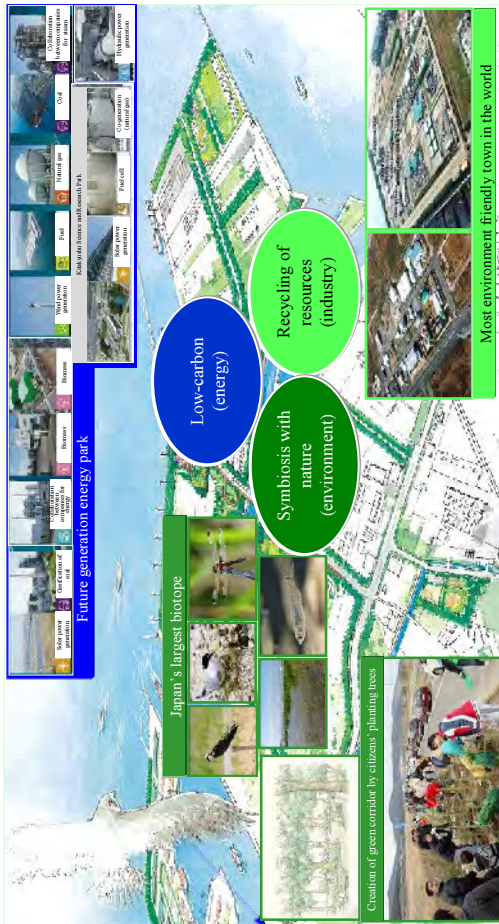 Solar power
generation
Gasification of
between
companies for
energy
Biomass
Biomass
Wind power
generation
Fuel
Natural gas
Coal
Collaboration
between companies
for steam
Future generation energy park
Kitakyushu Science and Research Park
Solar power
generation
Fuel cell
Co-generation
(natural gas)
Hydraulic power
generation
Japan's largest biotope
Low-carbon
(energy)
Symbiosis with
nature
(environment)
Recycling of
resources
(industry)
Creation of green corridor by citizens' planting trees
Most environment friendly town in the world